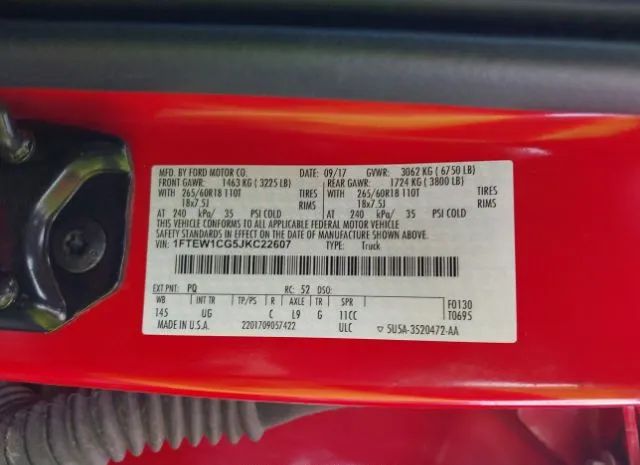 MFD. BY FORD MOTOR CO. DATE: 09/17 GVWR: 3062 KG (6750 LB)
FRONT GAWR: 1463 KG (3225 LB) REAR GAWR: 1724 KG (3800 LB)
WITH 265/60R18 110T TIRES WITH 265/60R18 110T TIRES
18x7.5J RIMS 18x7.5J RIMS
AT 240 kPa/ 35 PSI COLD AT 240 kPa/ 35 PSI COLD
THIS VEHICLE CONFORMS TO ALL APPLICABLE FEDERAL MOTOR VEHICLE
SAFETY STANDARDS IN EFFECT ON THE DATE OF MANUFACTURE SHOWN ABOVE.
VIN: 1FTEW1CG5JKC22607 TYPE: Truck
EXT PNT: PQ RC: 52 DSO:
WB INT TR TP/PS R AXLE TR SPR F0130
145 UG C L9 G 11CC T0695
MADE IN U.S.A. 2201709057422 ULC 5U5A-3520472-AA